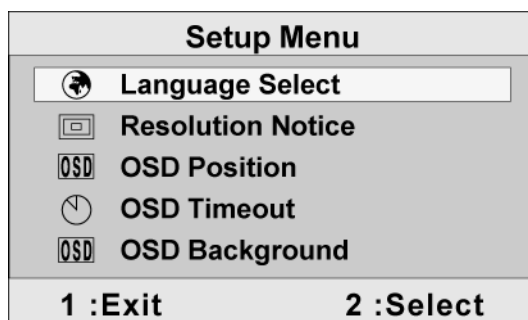 Setup Menu
Language Select
Resolution Notice
OSD OSD Position
OSD Timeout
OSD OSD Background
1 :Exit 2 :Select